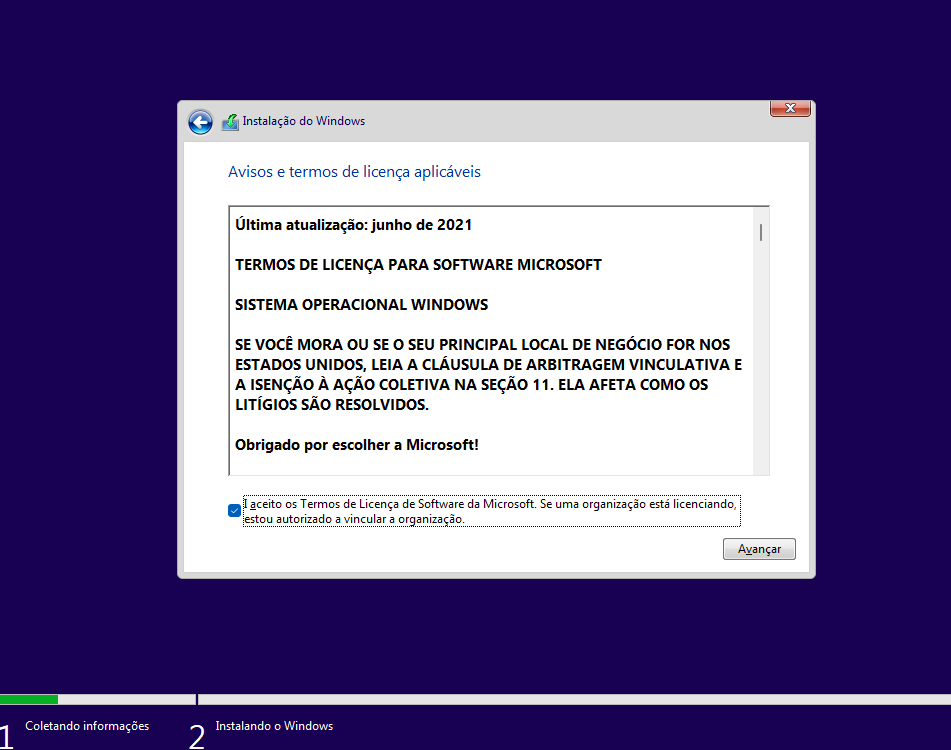 Instalação do Windows
Avisos e termos de licença aplicáveis
Última atualização: junho de 2021
TERMOS DE LICENÇA PARA SOFTWARE MICROSOFT
SISTEMA OPERACIONAL WINDOWS
SE VOCÊ MORA OU SE O SEU PRINCIPAL LOCAL DE NEGÓCIO FOR NOS
ESTADOS UNIDOS, LEIA A CLÁUSULA DE ARBITRAGEM VINCULATIVA E
A ISENÇÃO À AÇÃO COLETIVA NA SEÇÃO 11. ELA AFETA COMO OS
LITÍGIOS SÃO RESOLVIDOS.
Obrigado por escolher a Microsoft!
I aceito os Termos de Licença de Software da Microsoft. Se uma organização está licenciando,
estou autorizado a vincular a organização.
Avançar
1 Coletando informações
2 Instalando o Windows